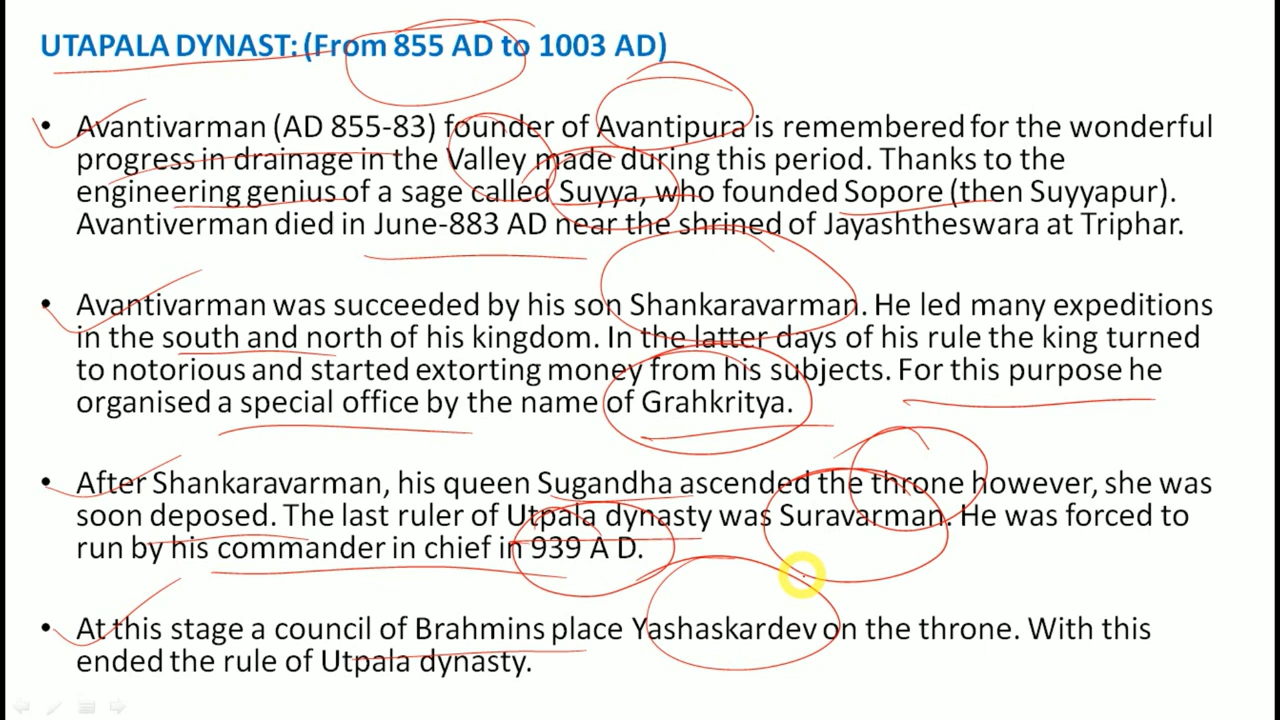 UTAPALA DYNAST: (From 855 AD to 1003 AD)
• Avantivarman (AD 855-83) founder of Avantipura is remembered for the wonderful
progress in drainage in the Valley made during this period. Thanks to the
engineering genius of a sage called Suyya, who founded Sopore (then Suyyapur).
Avantiverman died in June-883 AD near the shrined of Jayashtheswara at Triphar.
• Avantivarman was succeeded by his son Shankaravarman. He led many expeditions
in the south and north of his kingdom. In the latter days of his rule the king turned
to notorious and started extorting money from his subjects. For this purpose he
organised a special office by the name of Grahkritya.
• After Shankaravarman, his queen Sugandha ascended the throne however, she was
soon deposed. The last ruler of Utpala dynasty was Suravarman. He was forced to
run by his commander in chief in 939 A D.
• At this stage a council of Brahmins place Yashaskardev on the throne. With this
ended the rule of Utpala dynasty.